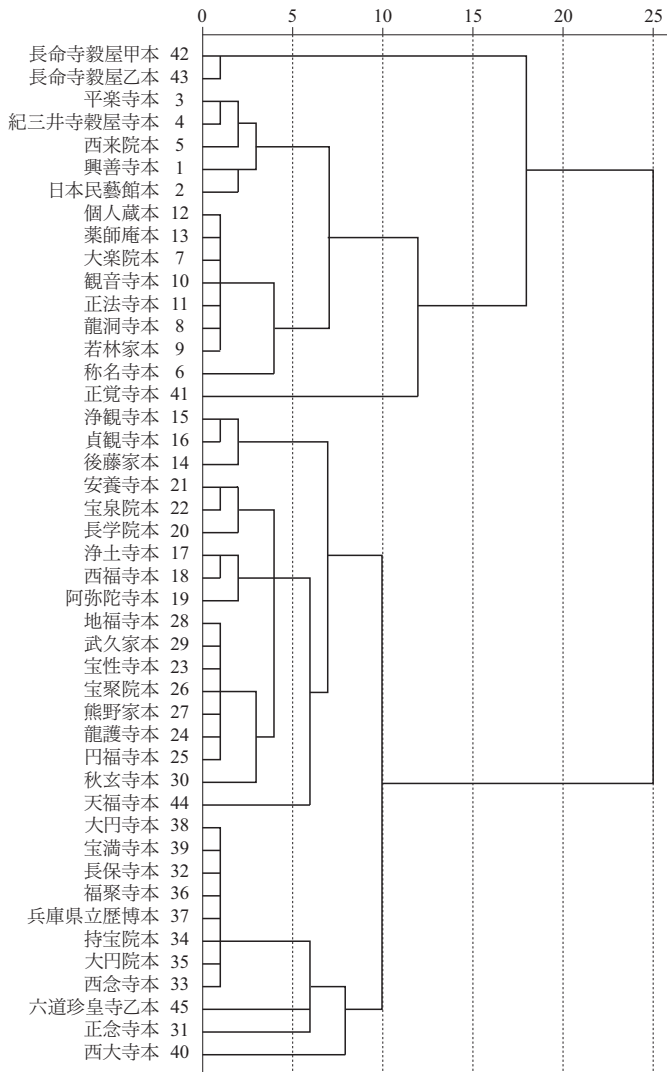 0 5 10 15 20 25
長命寺穀屋甲本 42
長命寺穀屋乙本 43
平楽寺本 3
紀三井寺穀屋寺本 4
西来院本 5
興善寺本 1
日本民藝館本 2
個人蔵本 12
薬師庵本 13
大楽院本 7
観音寺本 10
正法寺本 11
龍洞寺本 8
若林家本 9
称名寺本 6
正覚寺本 41
浄観寺本 15
貞観寺本 16
後藤家本 14
安養寺本 21
宝泉院本 22
長学院本 20
浄土寺本 17
西福寺本 18
阿弥陀寺本 19
地福寺本 28
武久家本 29
宝性寺本 23
宝聚院本 26
熊野家本 27
龍護寺本 24
円福寺本 25
秋玄寺本 30
天福寺本 44
大円寺本 38
宝満寺本 39
長保寺本 32
福聚寺本 36
兵庫県立歴博本 37
持宝院本 34
大円院本 35
西念寺本 33
六道珍皇寺乙本 45
正念寺本 31
西大寺本 40